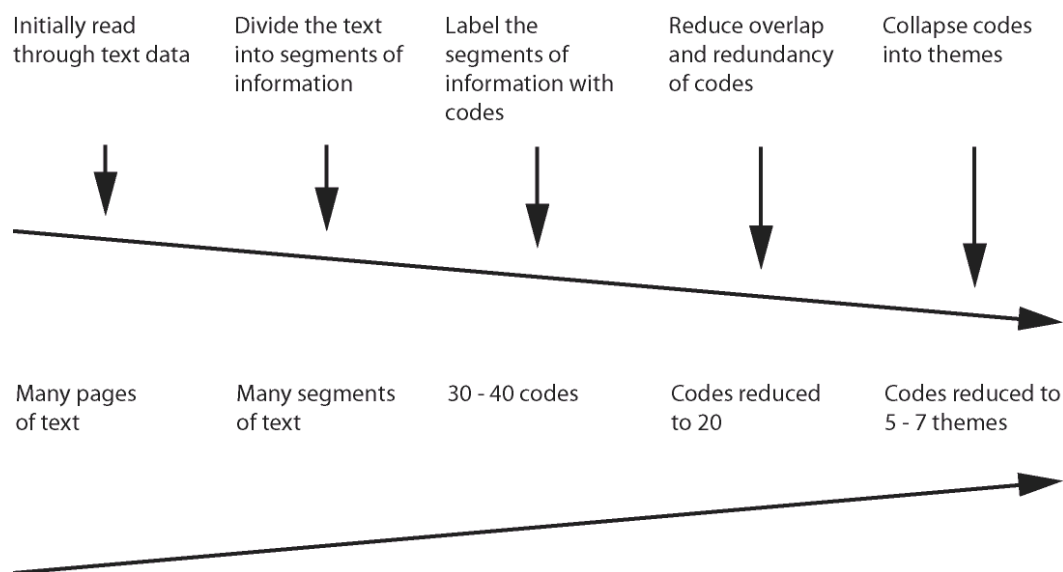 Initially read
through text data
Divide the text
into segments of
information
Label the
segments of
information with
codes
Reduce overlap
and redundancy
of codes
Collapse codes
into themes
Many pages
of text
Many segments
of text
30 - 40 codes
Codes reduced
to 20
Codes reduced to
5 - 7 themes